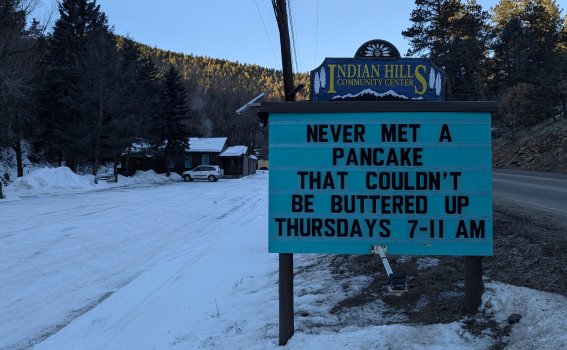 INDIAN HILLS
COMMUNITY CENTER
NEVER MET A
PANCAKE
THAT COULDN'T
BE BUTTERED UP
THURSDAYS 7-11 AM